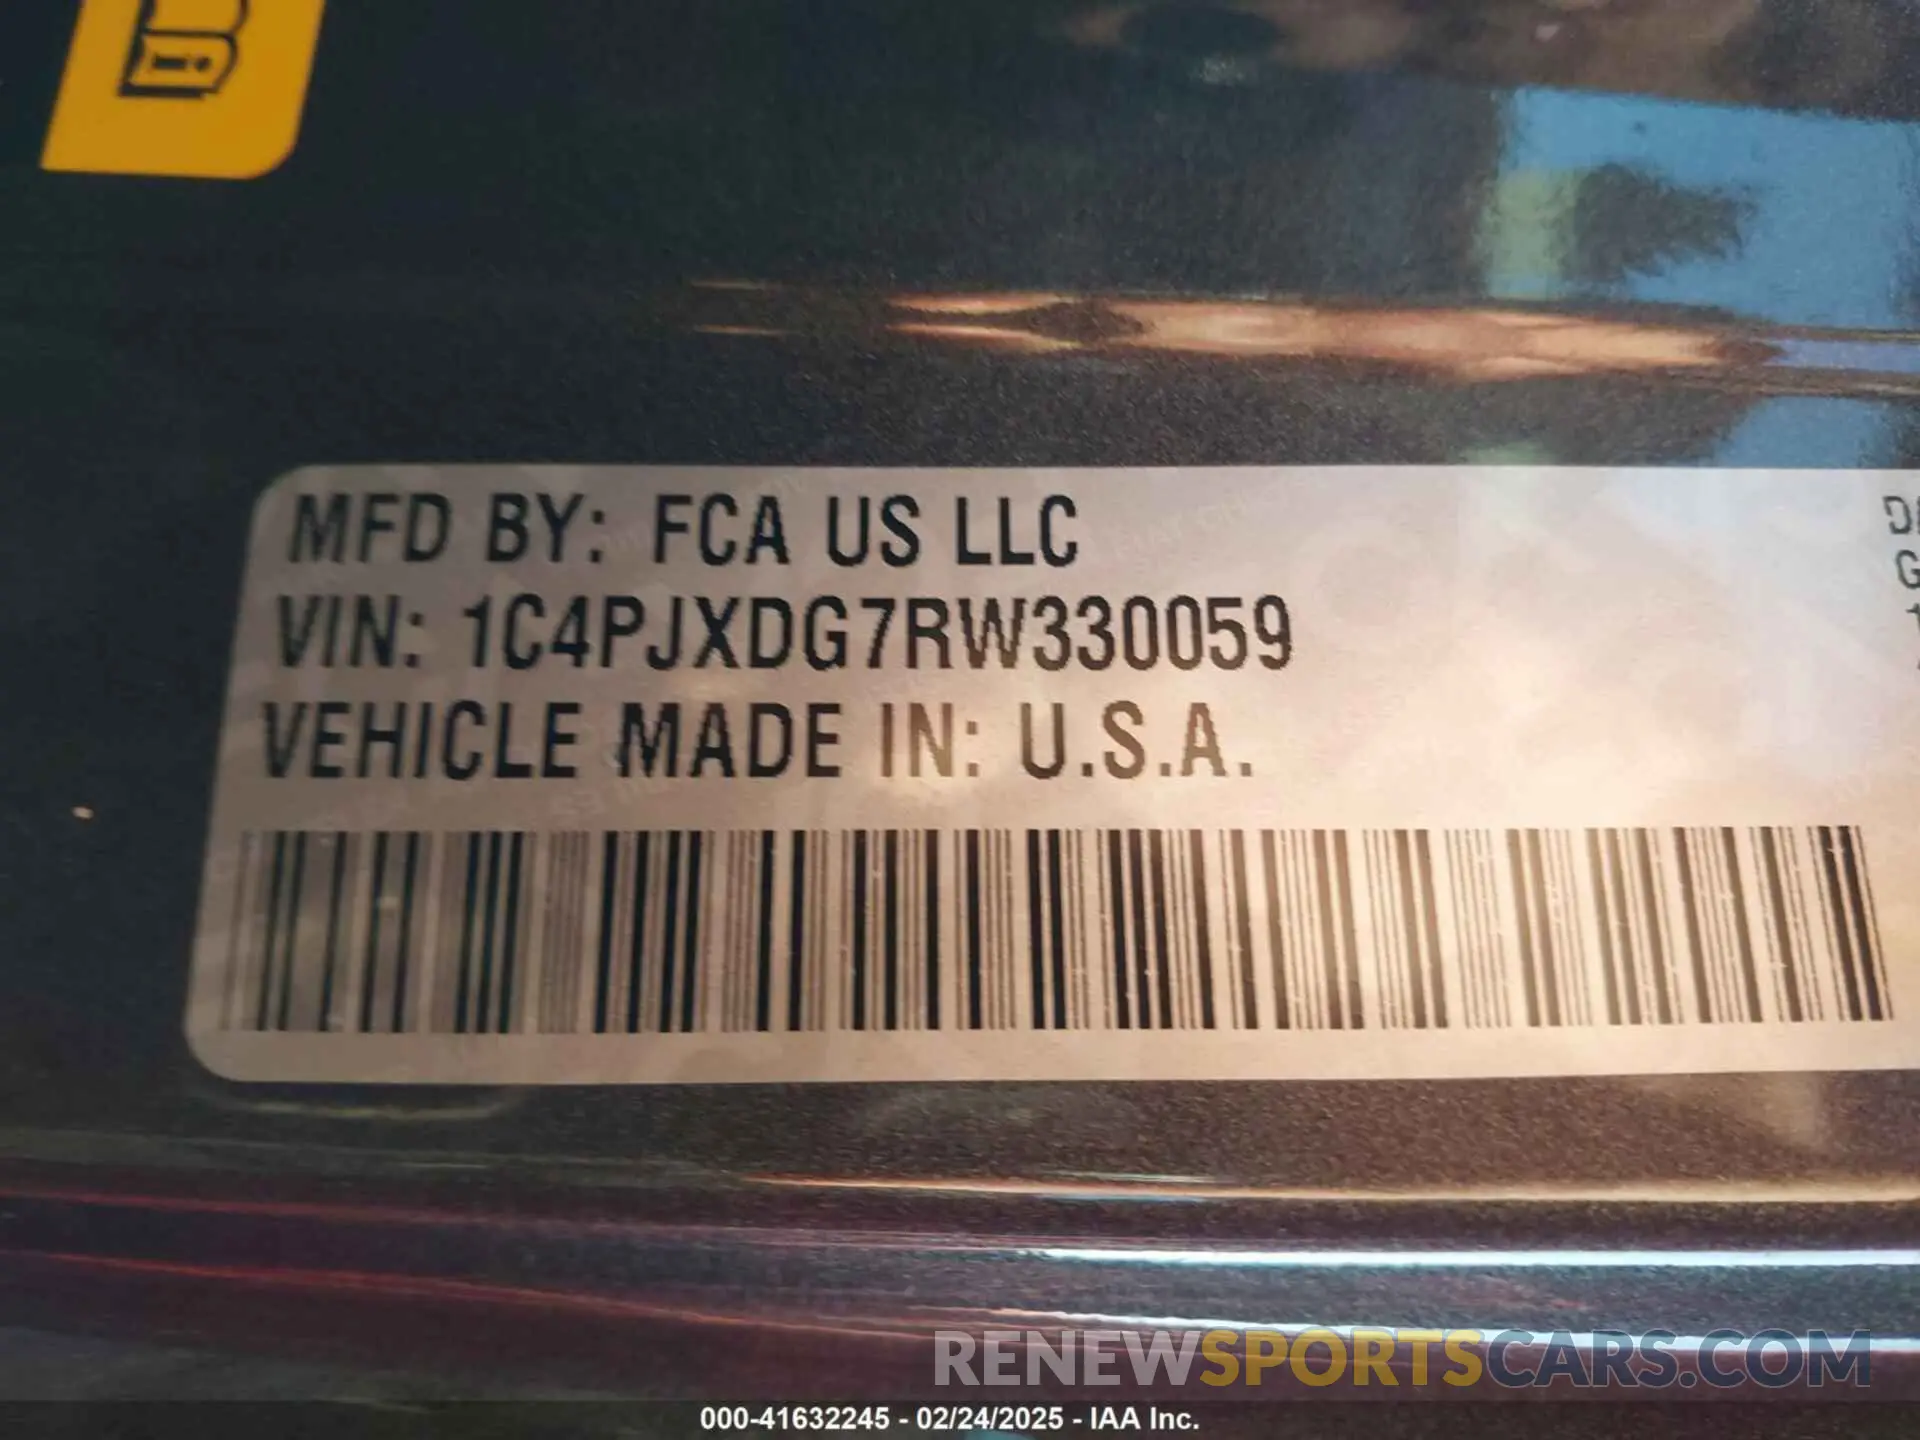 MFD BY: FCA US LLC
VIN: 1C4PJXDG7RW330059
VEHICLE MADE IN: U.S.A.
RENEWSPORTSCARS.COM
000-41632245 - 02/24/2025 - IAA Inc.